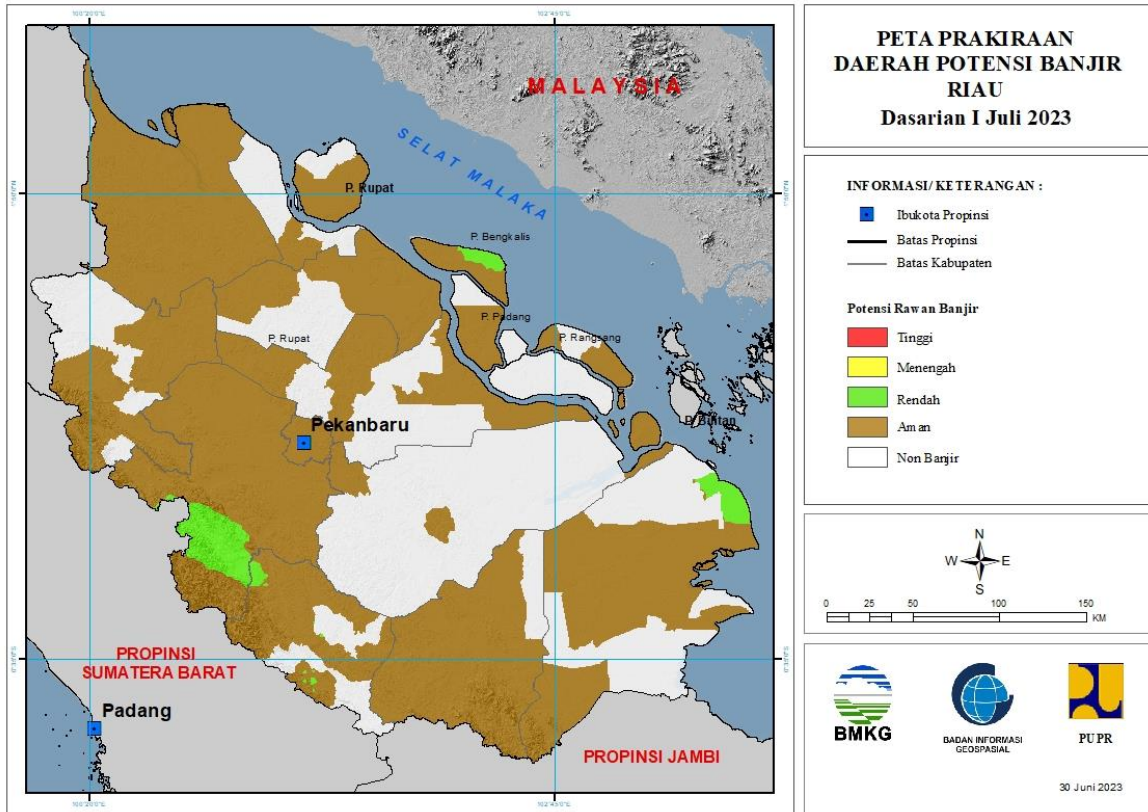 PETA PRAKIRAAN
DAERAH POTENSI BANJIR
RIAU
Dasarian I Juli 2023
INFORMASI/ KETERANGAN :
Ibukota Propinsi
Batas Propinsi
Batas Kabupaten
Potensi Rawan Banjir
Tinggi
Menengah
Rendah
Aman
Non Banjir
N
W E
S
0 25 50 100 150
KM
BMKG
BADAN INFORMASI
GEOSPASIAL
PUPR
30 Juni 2023
MALAYSIA
SELAT MALAKA
P. Rupat
P. Bengkalis
P. Padang
P. Rangsang
P. Rupat
Pekanbaru
PROPINSI
SUMATERA BARAT
Padang
PROPINSI JAMBI